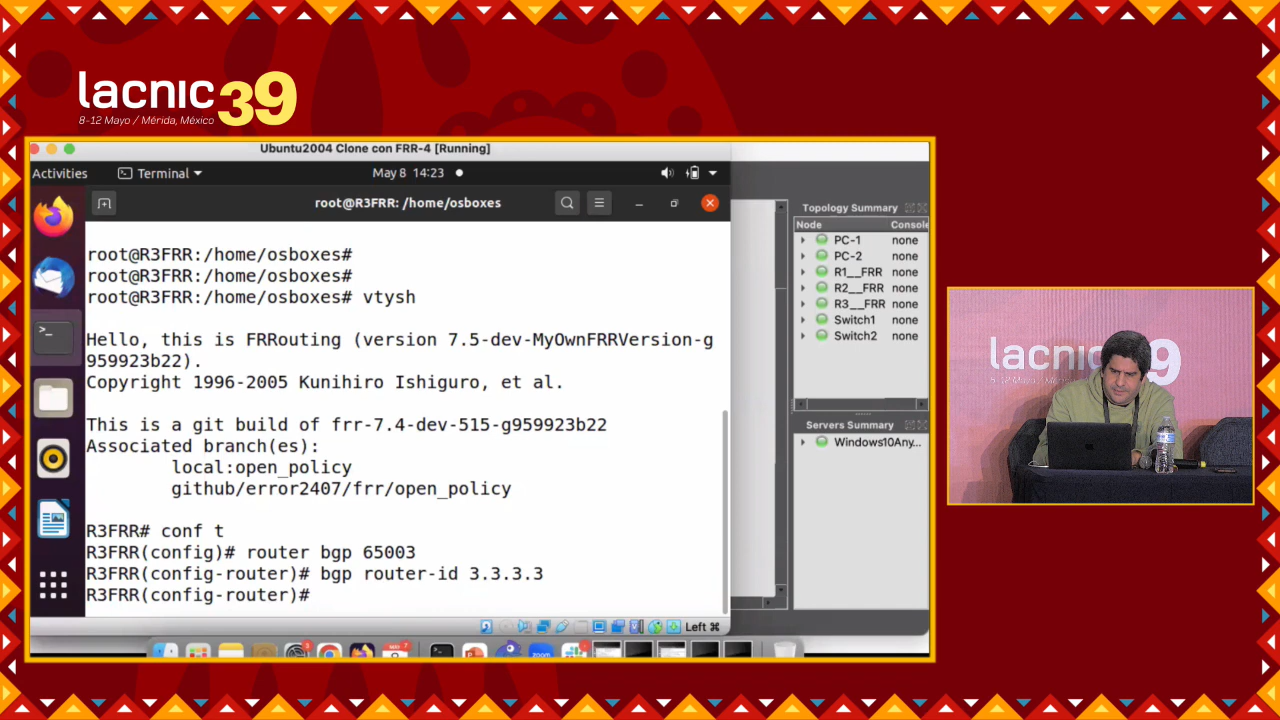 lacnic 39
8-12 Mayo / Mérida, México
Ubuntu2004 Clone con FRR-4 [Running]
Activities
Terminal
May 8 14:23
root@R3FRR: /home/osboxes
root@R3FRR:/home/osboxes#
root@R3FRR:/home/osboxes#
root@R3FRR:/home/osboxes# vtysh
Hello, this is FRRouting (version 7.5-dev-MyOwnFRRVersion-g
959923b22).
Copyright 1996-2005 Kunihiro Ishiguro, et al.
This is a git build of frr-7.4-dev-515-g959923b22
Associated branch(es):
local:open_policy
github/error2407/frr/open_policy
R3FRR# conf t
R3FRR(config)# router bgp 65003
R3FRR(config-router)# bgp router-id 3.3.3.3
R3FRR(config-router)#
Left ⌘
zoom
Topology Summary
Node Console
PC-1 none
PC-2 none
R1__FRR none
R2__FRR none
R3__FRR none
Switch1 none
Switch2 none
Servers Summary
Windows10Any...
lacnic 9